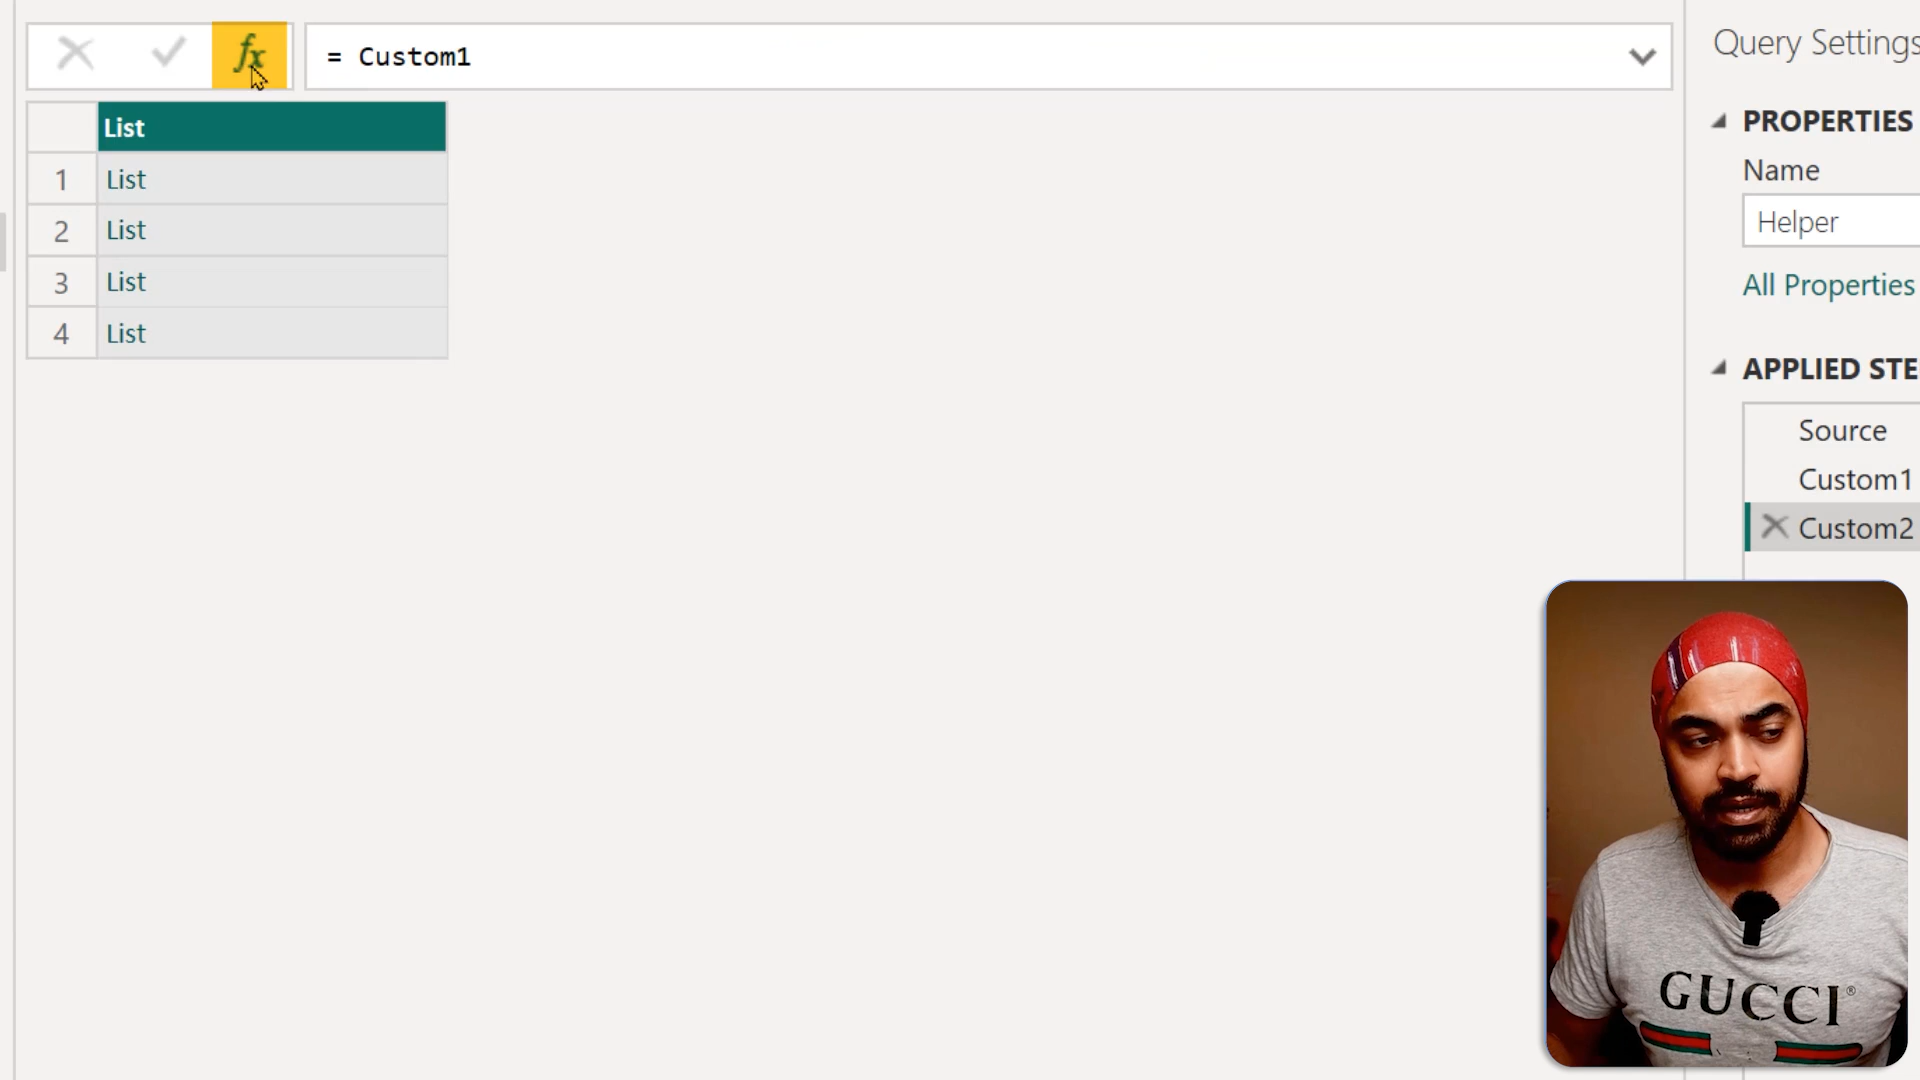 fx
= Custom1
List
1 List
2 List
3 List
4 List
Query Settings
PROPERTIES
Name
Helper
All Properties
APPLIED STE
Source
Custom1
Custom2
GUCCI®